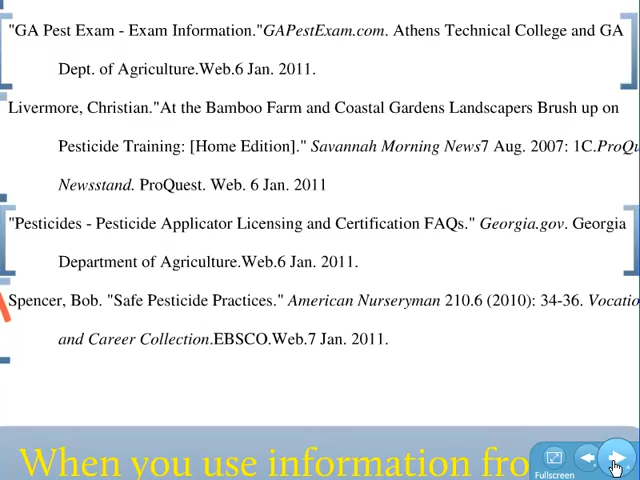 "GA Pest Exam - Exam Information."GAPestExam.com. Athens Technical College and GA
Dept. of Agriculture.Web.6 Jan. 2011.
Livermore, Christian."At the Bamboo Farm and Coastal Gardens Landscapers Brush up on
Pesticide Training: [Home Edition]." Savannah Morning News7 Aug. 2007: 1C.ProQu
Newsstand. ProQuest. Web. 6 Jan. 2011
"Pesticides - Pesticide Applicator Licensing and Certification FAQs." Georgia.gov. Georgia
Department of Agriculture.Web.6 Jan. 2011.
Spencer, Bob. "Safe Pesticide Practices." American Nurseryman 210.6 (2010): 34-36. Vocatio
and Career Collection.EBSCO.Web.7 Jan. 2011.
When you use information fro
Fullscreen